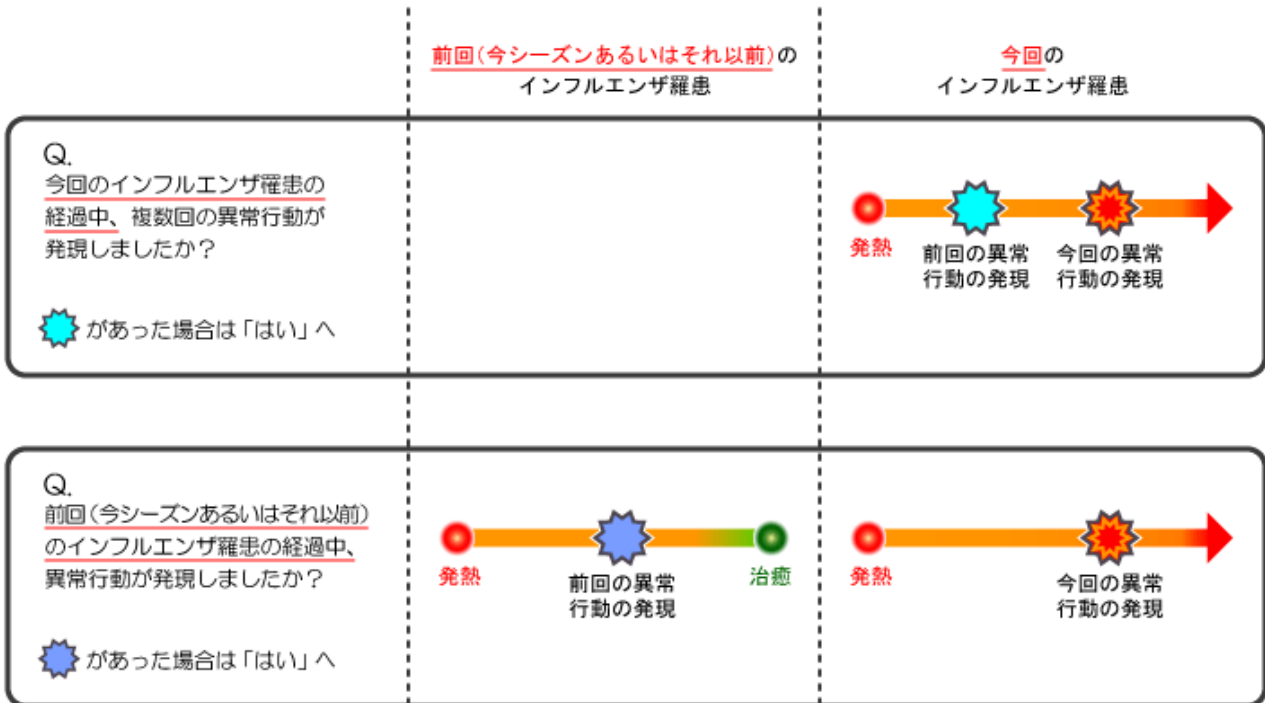 前回(今シーズンあるいはそれ以前)の
インフルエンザ羅患
今回の
インフルエンザ羅患
Q.
今回のインフルエンザ罹患の
経過中、複数回の異常行動が
発現しましたか？
があった場合は「はい」へ
発熱
前回の異常
行動の発現
今回の異常
行動の発現
Q.
前回(今シーズンあるいはそれ以前)
のインフルエンザ羅患の経過中、
異常行動が発現しましたか？
があった場合は「はい」へ
発熱
前回の異常
行動の発現
治癒
発熱
今回の異常
行動の発現